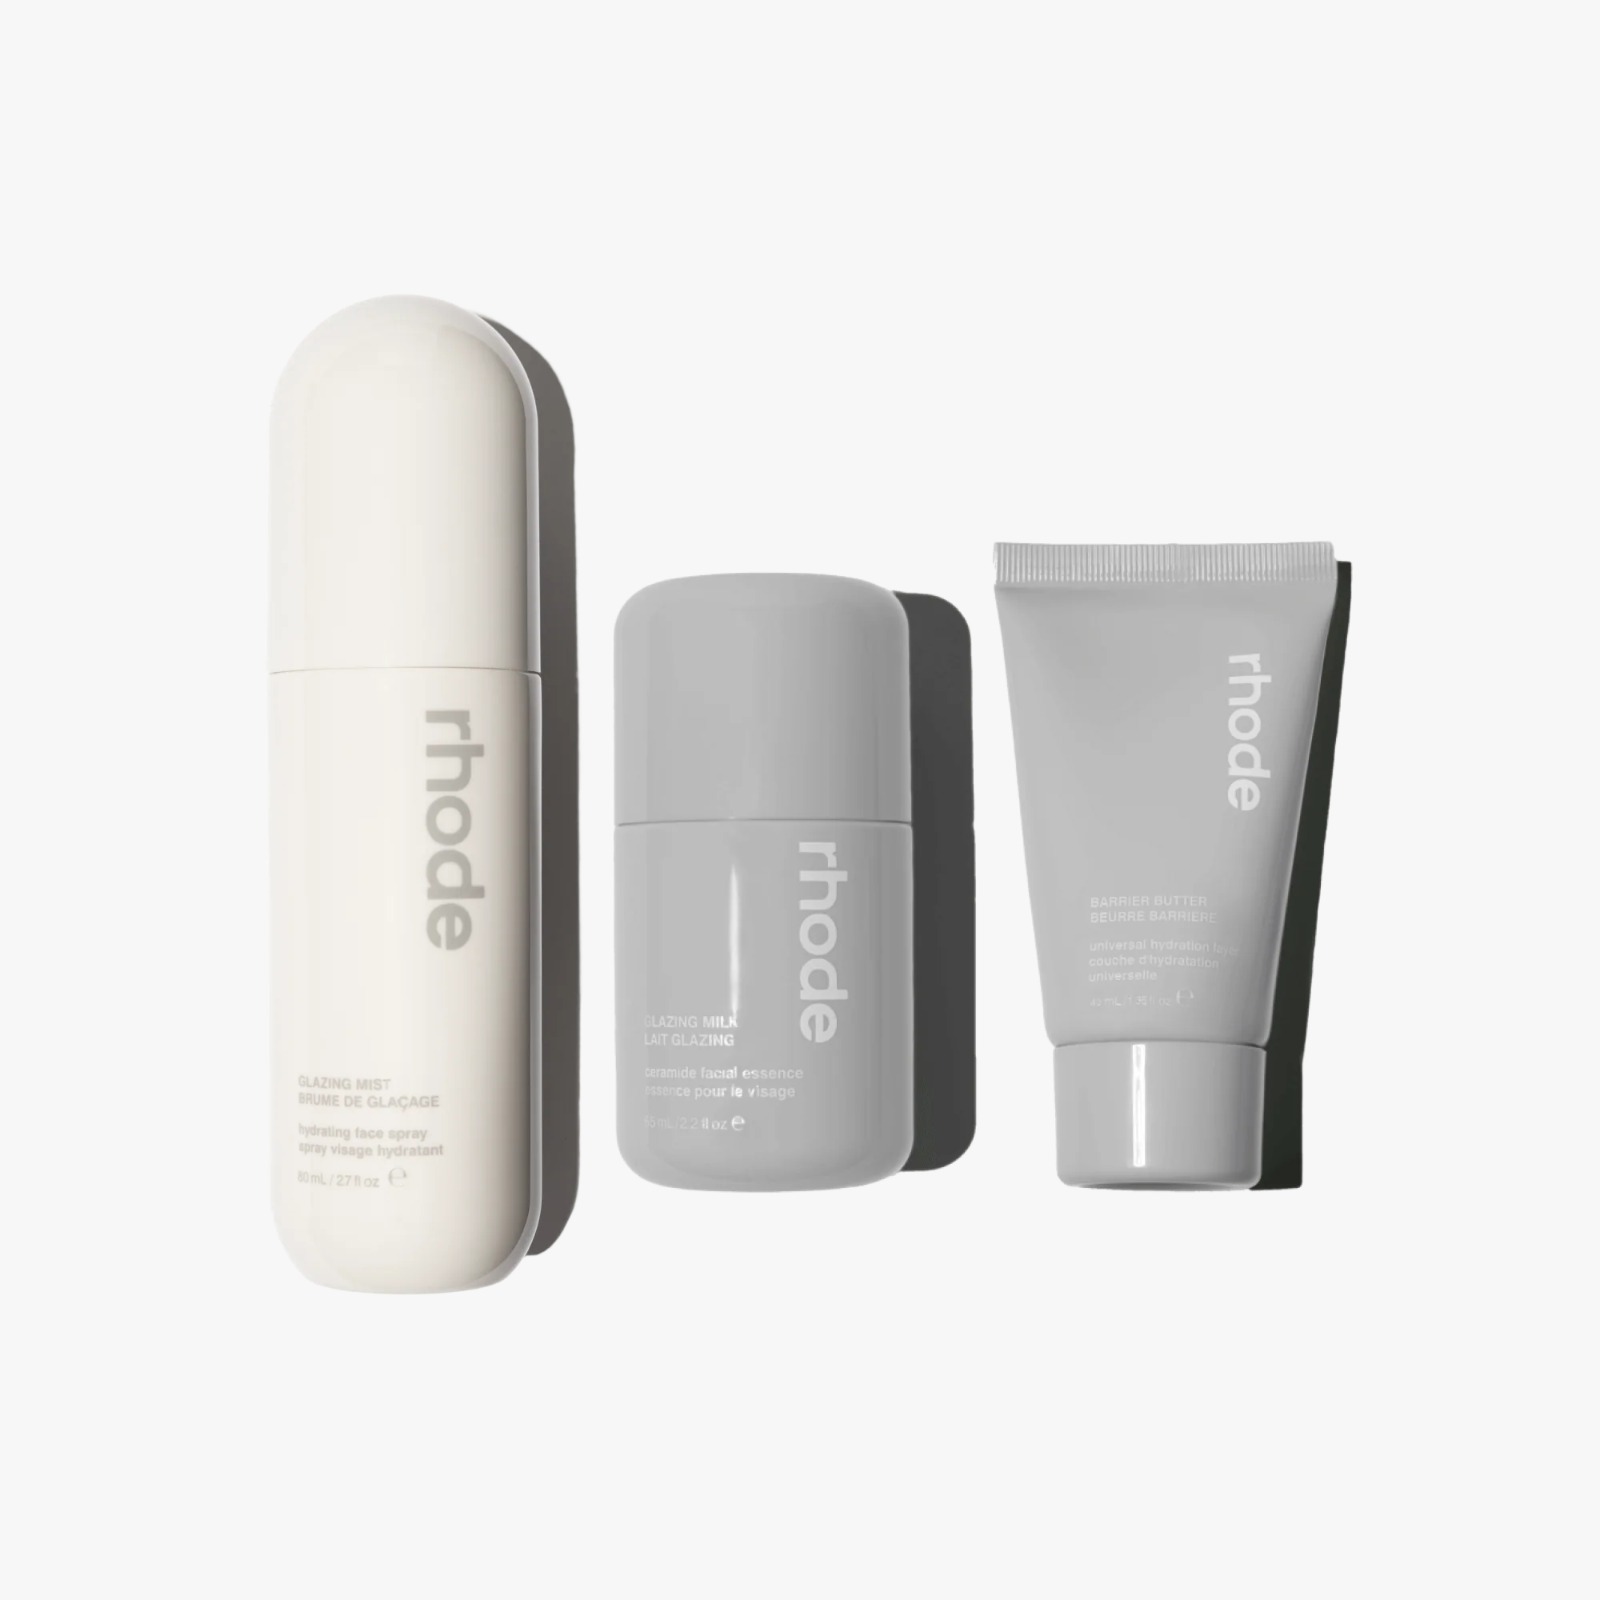 rhode
GLAZING MIST
BRUME DE GLAÇAGE
hydrating face spray
spray visage hydratant
80 mL / 2.7 fl oz ℮
rhode
GLAZING MILK
LAIT GLAZING
ceramide facial essence
essence pour le visage
65 mL / 2.2 fl oz ℮
rhode
BARRIER BUTTER
BEURRE BARRIERE
universal hydration layer
couche d'hydratation
universelle
℮